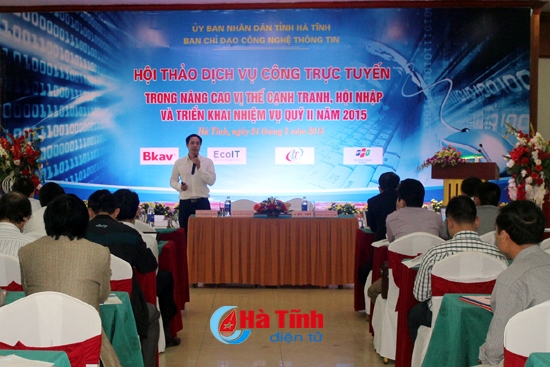 ỦY BAN NHÂN DÂN TỈNH HÀ TĨNH
BAN CHỈ ĐẠO CÔNG NGHỆ THÔNG TIN
HỘI THẢO DỊCH VỤ CÔNG TRỰC TUYẾN
TRONG NÂNG CAO VỊ THẾ CẠNH TRANH, HỘI NHẬP
VÀ TRIỂN KHAI NHIỆM VỤ QUÝ II NĂM 2015
Hà Tĩnh, ngày
Bkav EcoIT FPT
Hà Tĩnh
điện tử